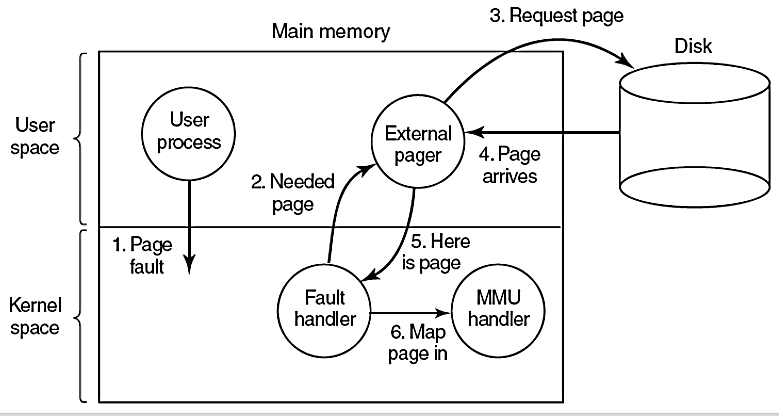 3. Request page
Main memory
Disk
User
space
User
process
External
pager
4. Page
arrives
2. Needed
page
1. Page
fault
5. Here
is page
Kernel
space
Fault
handler
MMU
handler
6. Map
page in